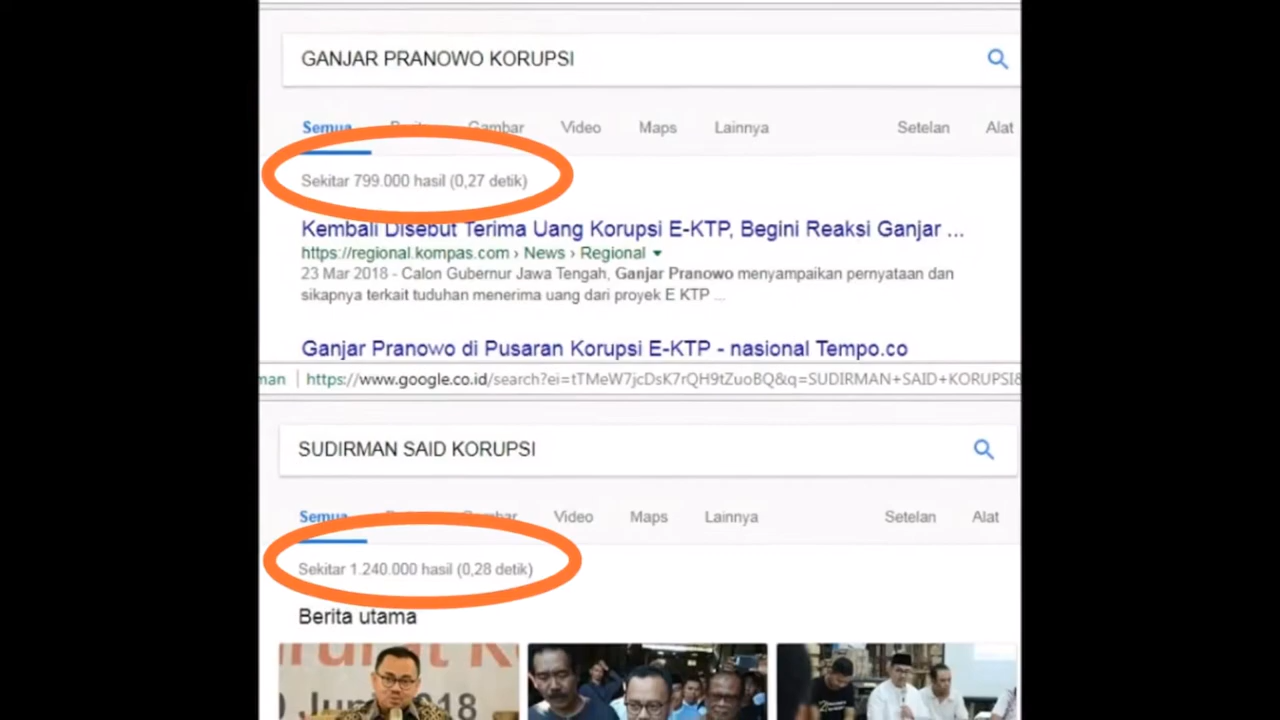 GANJAR PRANOWO KORUPSI
Semua Gambar Video Maps Lainnya Setelan Alat
Sekitar 799.000 hasil (0,27 detik)
Kembali Disebut Terima Uang Korupsi E-KTP, Begini Reaksi Ganjar ...
https://regional.kompas.com › News › Regional
23 Mar 2018 - Calon Gubernur Jawa Tengah, Ganjar Pranowo menyampaikan pernyataan dan
sikapnya terkait tuduhan menerima uang dari proyek E KTP ...
Ganjar Pranowo di Pusaran Korupsi E-KTP - nasional Tempo.co
man https://www.google.co.id/search?ei=tTMeW7jcDsK7rQH9tZuoBQ&q=SUDIRMAN+SAID+KORUPSI&
SUDIRMAN SAID KORUPSI
Semua Gambar Video Maps Lainnya Setelan Alat
Sekitar 1.240.000 hasil (0,28 detik)
Berita utama